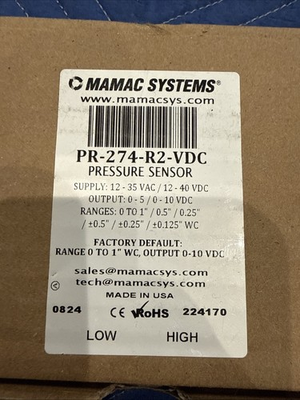 MAMAC SYSTEMS®
www.mamacsys.com
PR-274-R2-VDC
PRESSURE SENSOR
SUPPLY: 12 - 35 VAC / 12 - 40 VDC
OUTPUT: 0 - 5 / 0 - 10 VDC
RANGES: 0 TO 1" / 0.5" / 0.25"
/ ±0.5" / ±0.25" / ±0.125" WC
FACTORY DEFAULT:
RANGE 0 TO 1" WC, OUTPUT 0-10 VDC
sales@mamacsys.com
tech@mamacsys.com
MADE IN USA
0824 CE RoHS 224170
LOW HIGH